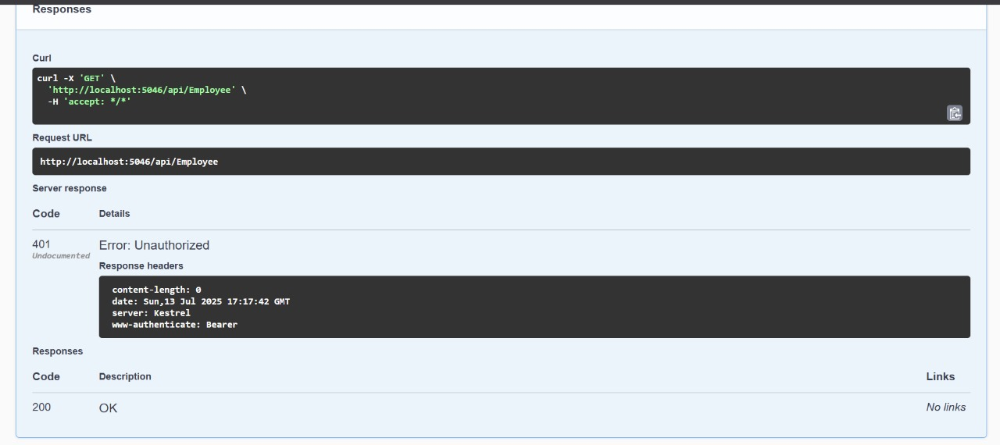 Responses
Curl
curl -X 'GET' \
'http://localhost:5046/api/Employee' \
-H 'accept: */*'
Request URL
http://localhost:5046/api/Employee
Server response
Code Details
401 Error: Unauthorized
Undocumented
Response headers
content-length: 0
date: Sun,13 Jul 2025 17:17:42 GMT
server: Kestrel
www-authenticate: Bearer
Responses
Code Description Links
200 OK No links